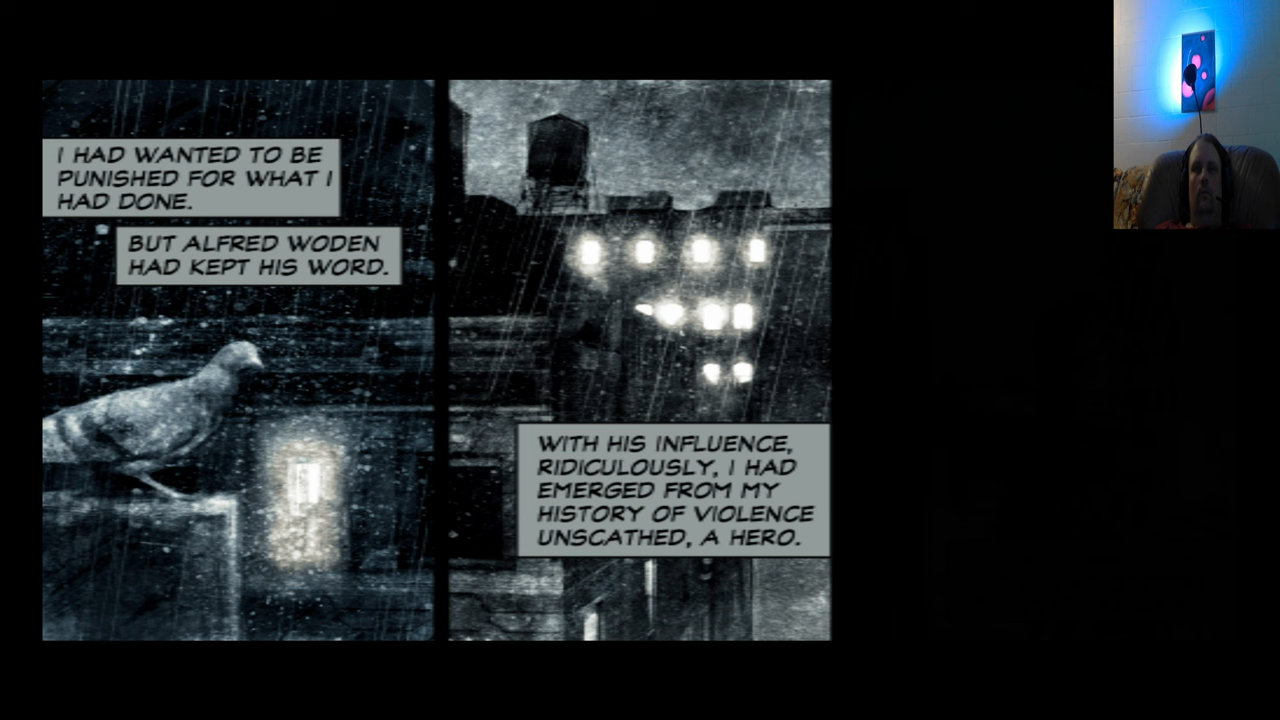 I HAD WANTED TO BE
PUNISHED FOR WHAT I
HAD DONE.
BUT ALFRED WODEN
HAD KEPT HIS WORD.
WITH HIS INFLUENCE,
RIDICULOUSLY, I HAD
EMERGED FROM MY
HISTORY OF VIOLENCE
UNSCATHED, A HERO.